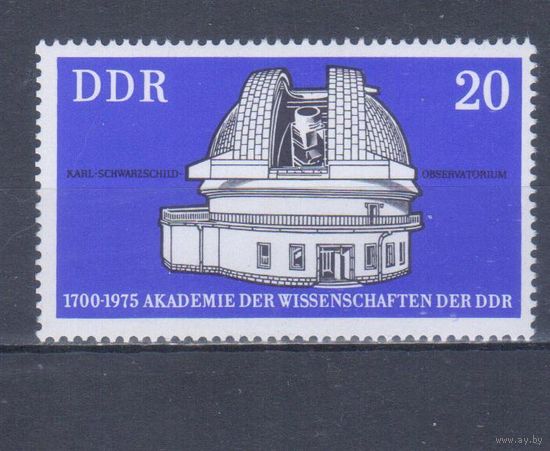 DDR 20
KARL-SCHWARZSCHILD- OBSERVATORIUM
1700-1975 AKADEMIE DER WISSENSCHAFTEN DER DDR
www.ay.by